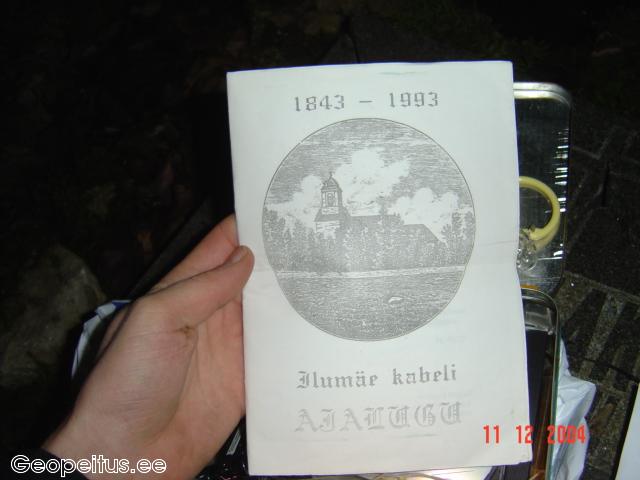 1843 - 1993
Ilumäe kabeli
AJALUGU
11 12 2004
Geopeitus.ee